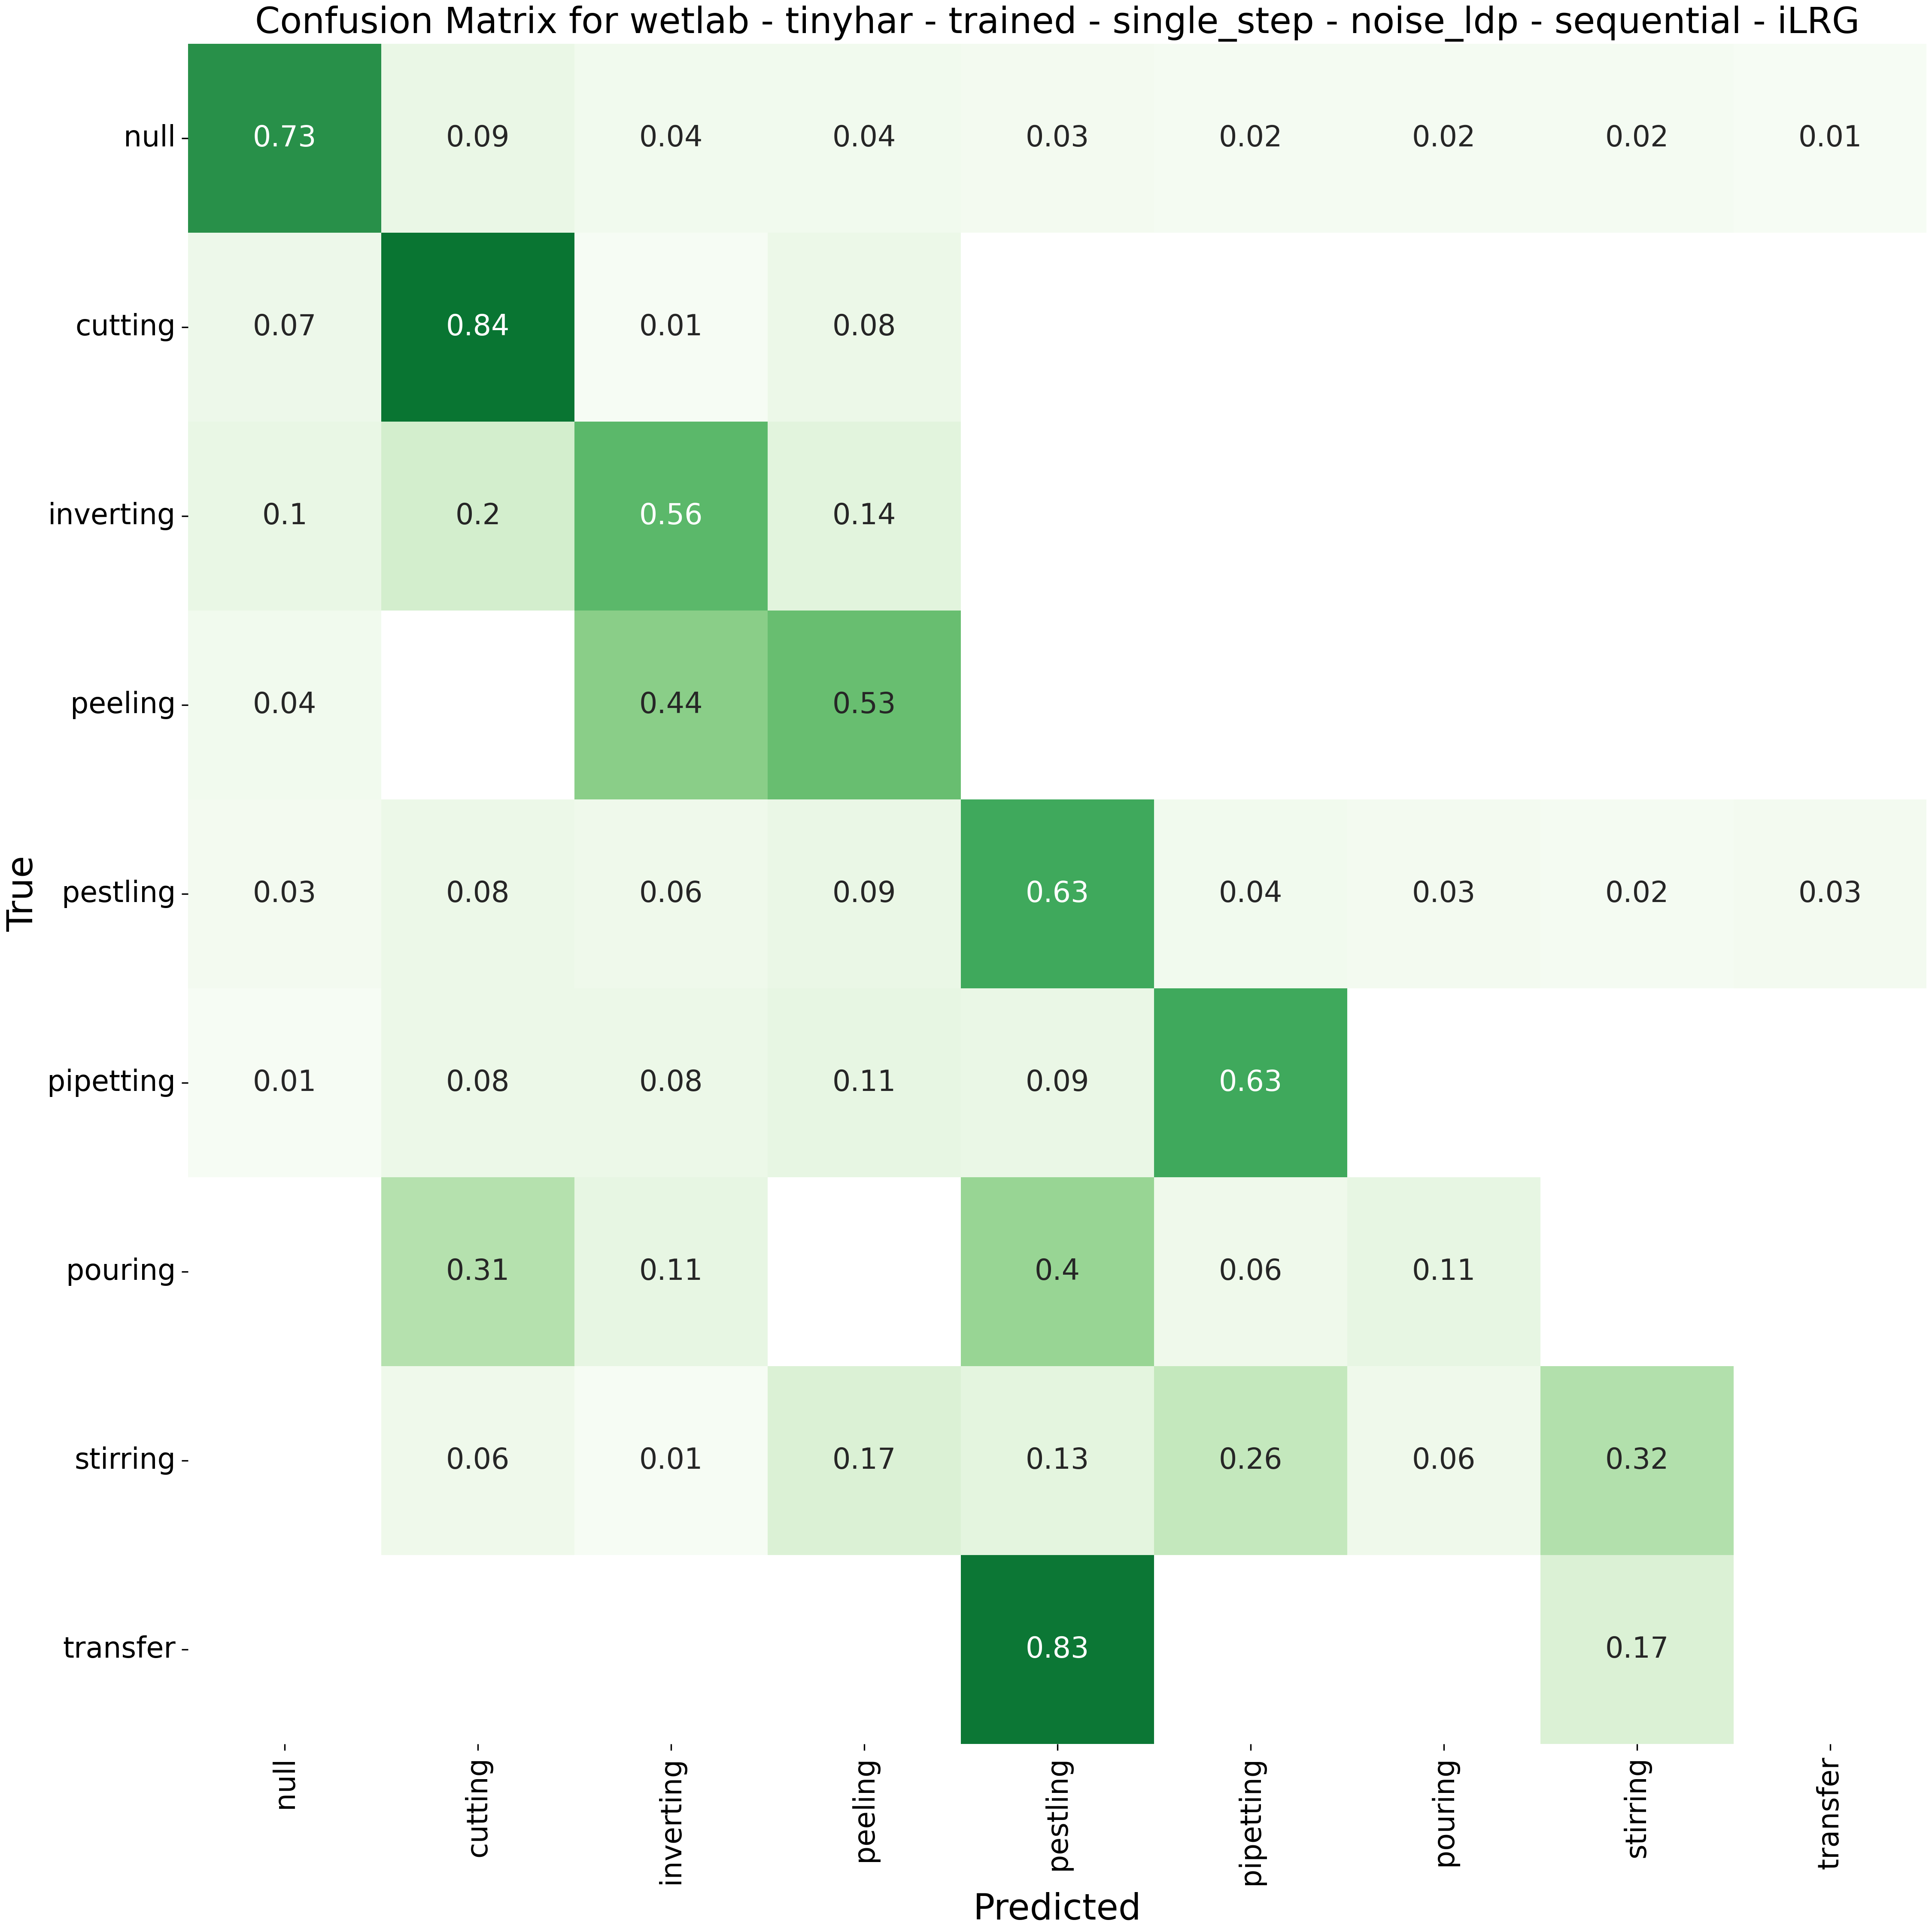 Confusion Matrix for wetlab - tinyhar - trained - single_step - noise_ldp - sequential - iLRG
null 0.73 0.09 0.04 0.04 0.03 0.02 0.02 0.02 0.01
cutting 0.07 0.84 0.01 0.08
inverting 0.1 0.2 0.56 0.14
peeling 0.04 0.44 0.53
pestling 0.03 0.08 0.06 0.09 0.63 0.04 0.03 0.02 0.03
pipetting 0.01 0.08 0.08 0.11 0.09 0.63
pouring 0.31 0.11 0.4 0.06 0.11
stirring 0.06 0.01 0.17 0.13 0.26 0.06 0.32
transfer 0.83 0.17
True
null cutting inverting peeling pestling pipetting pouring stirring transfer
Predicted